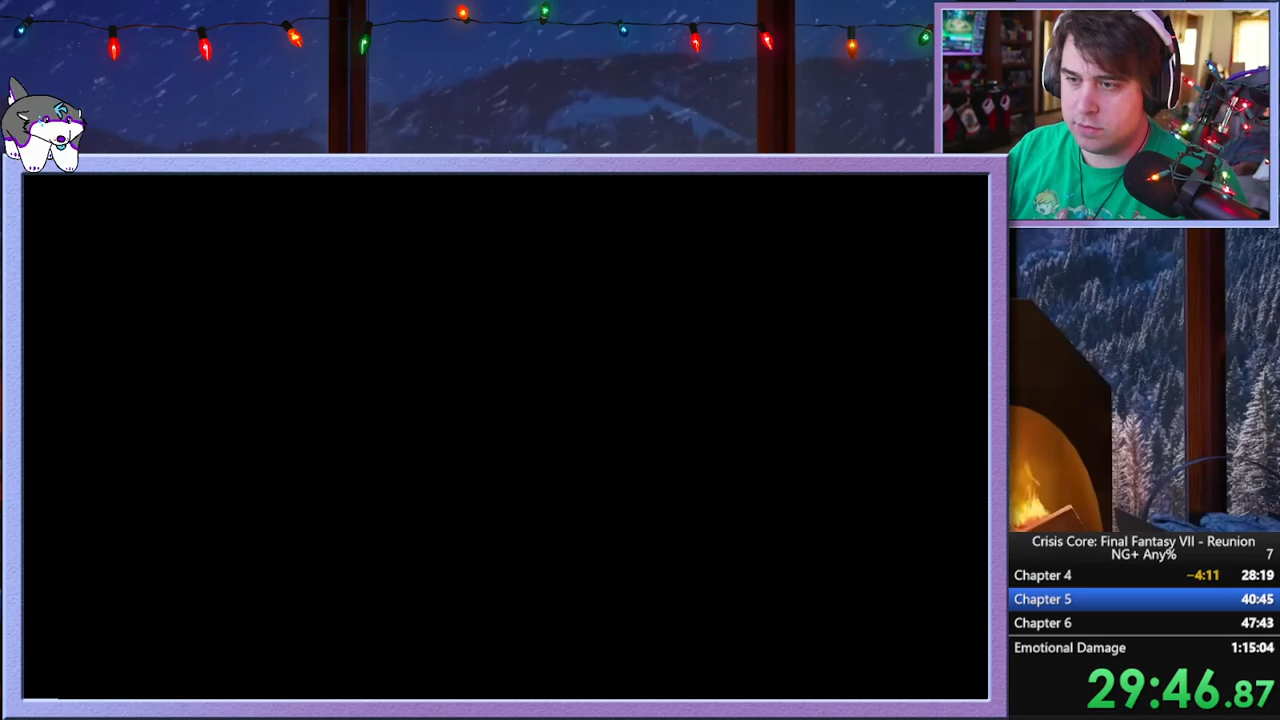 Crisis Core: Final Fantasy VII - Reunion
NG+ Any%
7
Chapter 4 −4:11 28:19
Chapter 5 40:45
Chapter 6 47:43
Emotional Damage 1:15:04
29:46.87